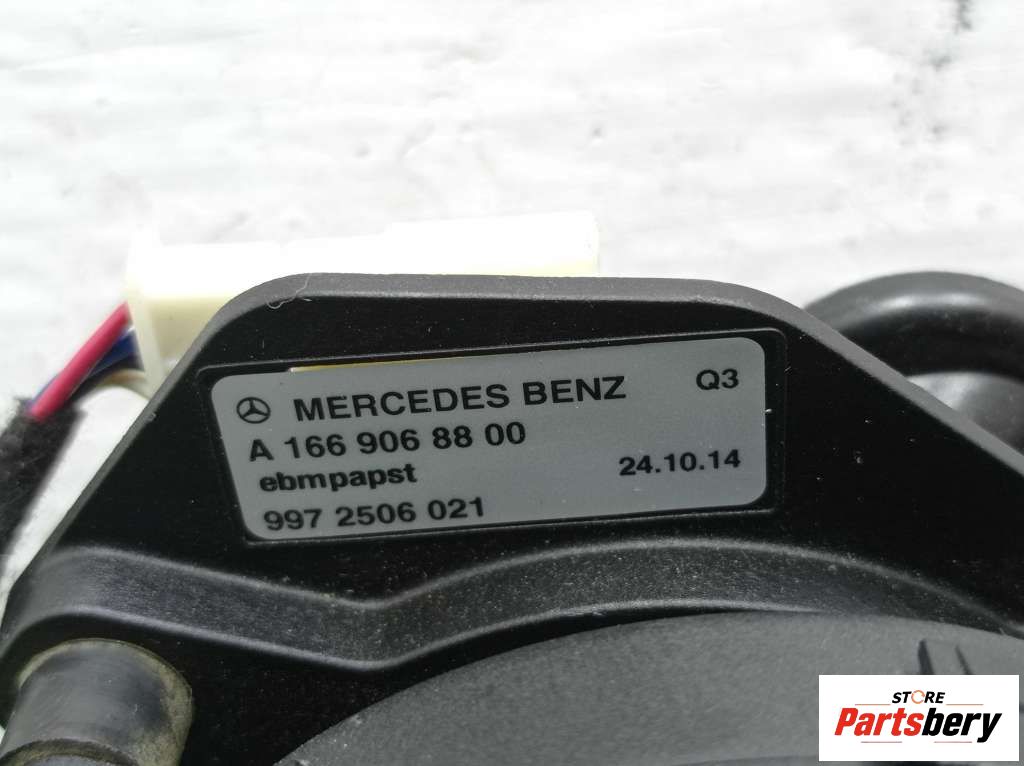 MERCEDES BENZ Q3
A 166 906 88 00
ebmpapst 24.10.14
997 2506 021
STORE
Partsbery